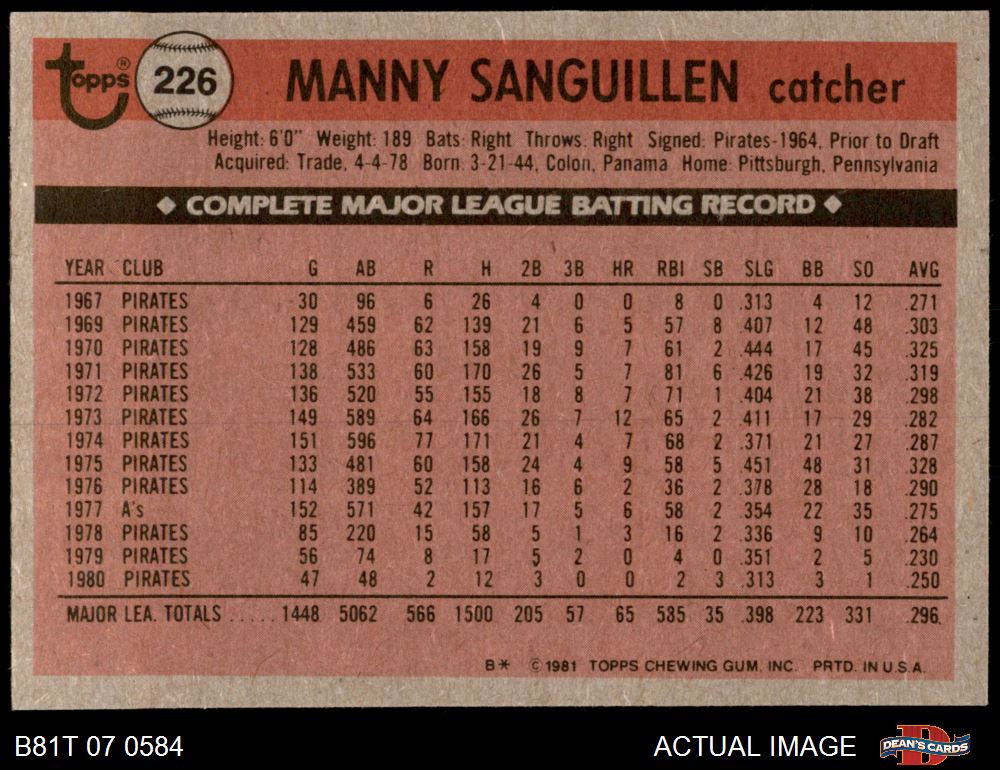 topps® 226 MANNY SANGUILLEN catcher
Height: 6'0" Weight: 189 Bats: Right Throws: Right Signed: Pirates-1964, Prior to Draft
Acquired: Trade, 4-4-78 Born: 3-21-44, Colon, Panama Home: Pittsburgh, Pennsylvania
◆ COMPLETE MAJOR LEAGUE BATTING RECORD ◆
YEAR CLUB G AB R H 2B 3B HR RBI SB SLG BB SO AVG
1967 PIRATES 30 96 6 26 4 0 0 8 0 .313 4 12 .271
1969 PIRATES 129 459 62 139 21 6 5 57 8 .407 12 48 .303
1970 PIRATES 128 486 63 158 19 9 7 61 2 .444 17 45 .325
1971 PIRATES 138 533 60 170 26 5 7 81 6 .426 19 32 .319
1972 PIRATES 136 520 55 155 18 8 7 71 1 .404 21 38 .298
1973 PIRATES 149 589 64 166 26 7 12 65 2 .411 17 29 .282
1974 PIRATES 151 596 77 171 21 4 7 68 2 .371 21 27 .287
1975 PIRATES 133 481 60 158 24 4 9 58 5 .451 48 31 .328
1976 PIRATES 114 389 52 113 16 6 2 36 2 .378 28 18 .290
1977 A's 152 571 42 157 17 5 6 58 2 .354 22 35 .275
1978 PIRATES 85 220 15 58 5 1 3 16 2 .336 9 10 .264
1979 PIRATES 56 74 8 17 5 2 0 4 0 .351 2 5 .230
1980 PIRATES 47 48 2 12 3 0 0 2 3 .313 3 1 .250
MAJOR LEA. TOTALS ..... 1448 5062 566 1500 205 57 65 585 35 .398 223 331 .296
B* © 1981 TOPPS CHEWING GUM, INC. PRTD. IN U.S.A.
B81T 07 0584 ACTUAL IMAGE D DEAN'S CARDS